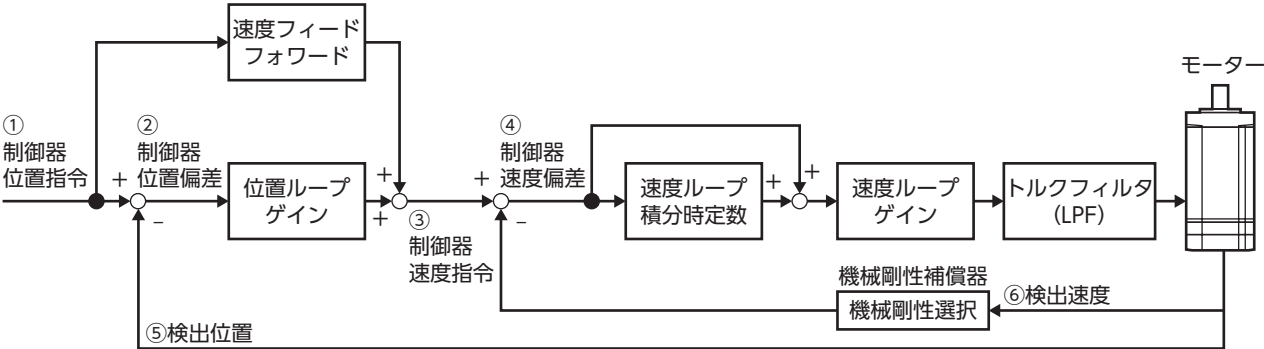 速度フィード
フォワード
モーター
①
制御器
位置指令
②
制御器
位置偏差
＋
−
位置ループ
ゲイン
＋
＋
③
制御器
速度指令
④
制御器
速度偏差
＋
−
速度ループ
積分時定数
＋
＋
速度ループ
ゲイン
トルクフィルタ
(LPF)
機械剛性補償器
機械剛性選択
⑥検出速度
⑤検出位置